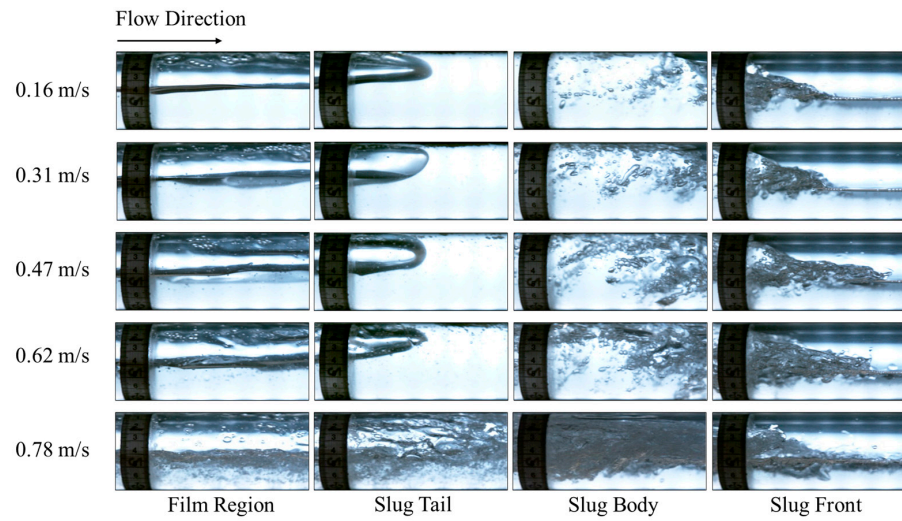 Flow Direction
0.16 m/s
0.31 m/s
0.47 m/s
0.62 m/s
0.78 m/s
Film Region
Slug Tail
Slug Body
Slug Front